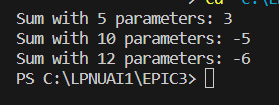 Sum with 5 parameters: 3
Sum with 10 parameters: -5
Sum with 12 parameters: -6
PS C:\LPNUAI1\EPIC3>